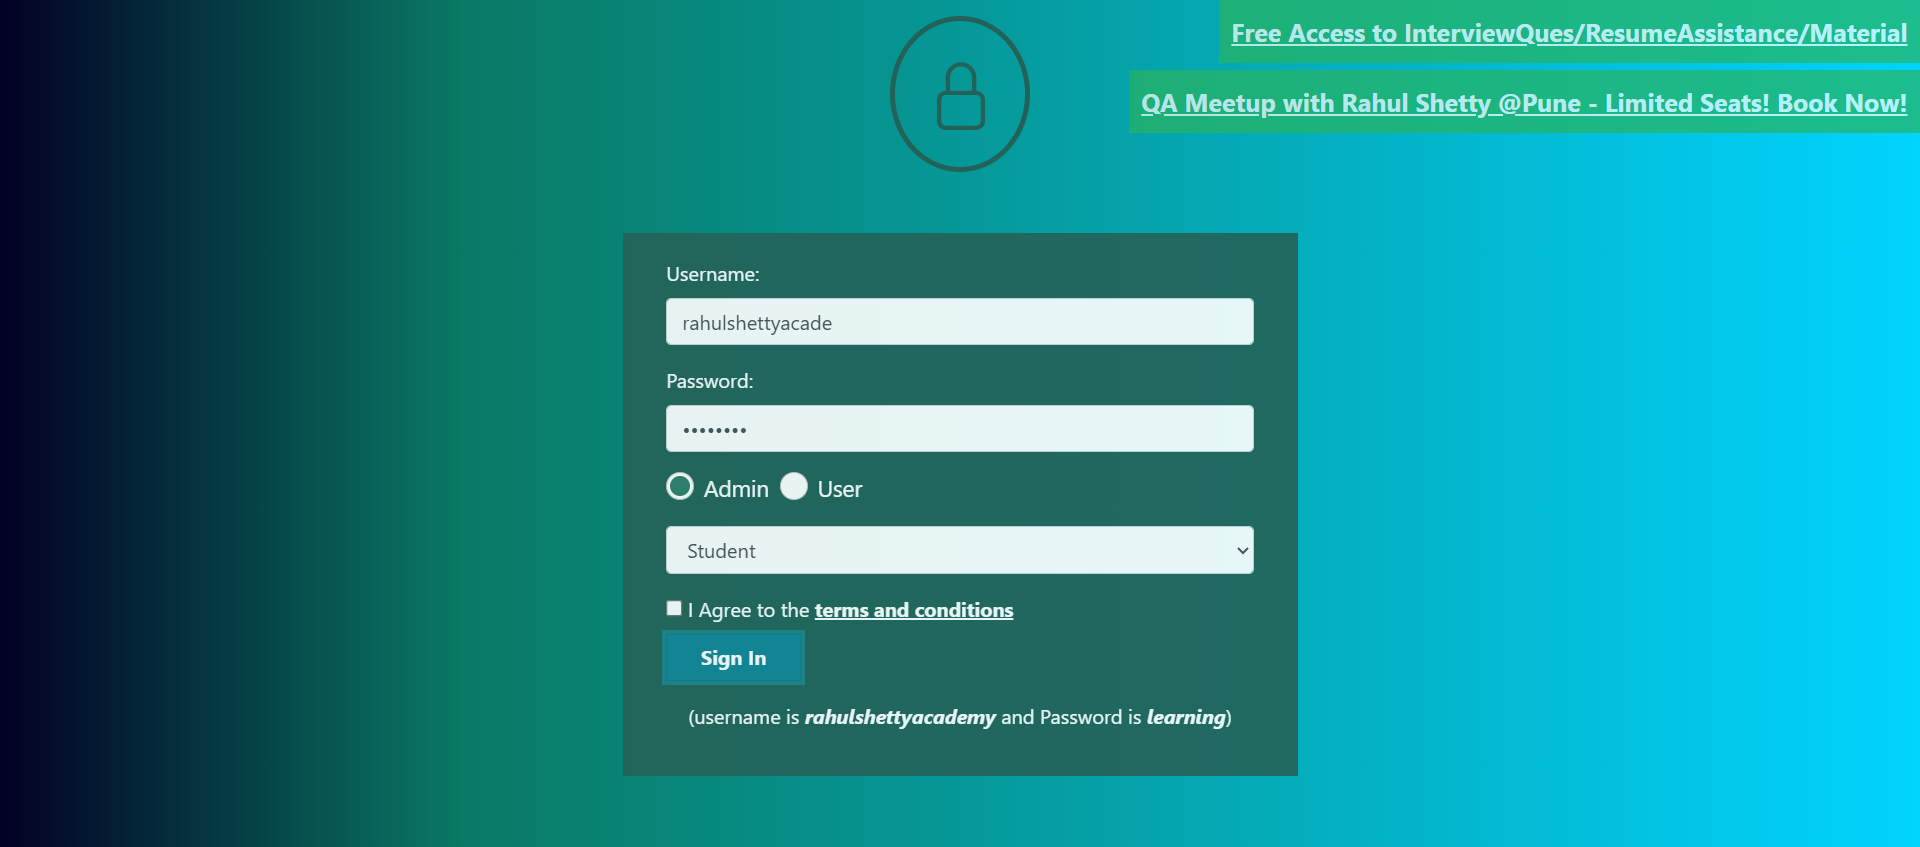 Free Access to InterviewQues/ResumeAssistance/Material
QA Meetup with Rahul Shetty @Pune - Limited Seats! Book Now!
Username:
rahulshettyacade
Password:
••••••••
Admin User
Student
I Agree to the terms and conditions
Sign In
(username is rahulshettyacademy and Password is learning)